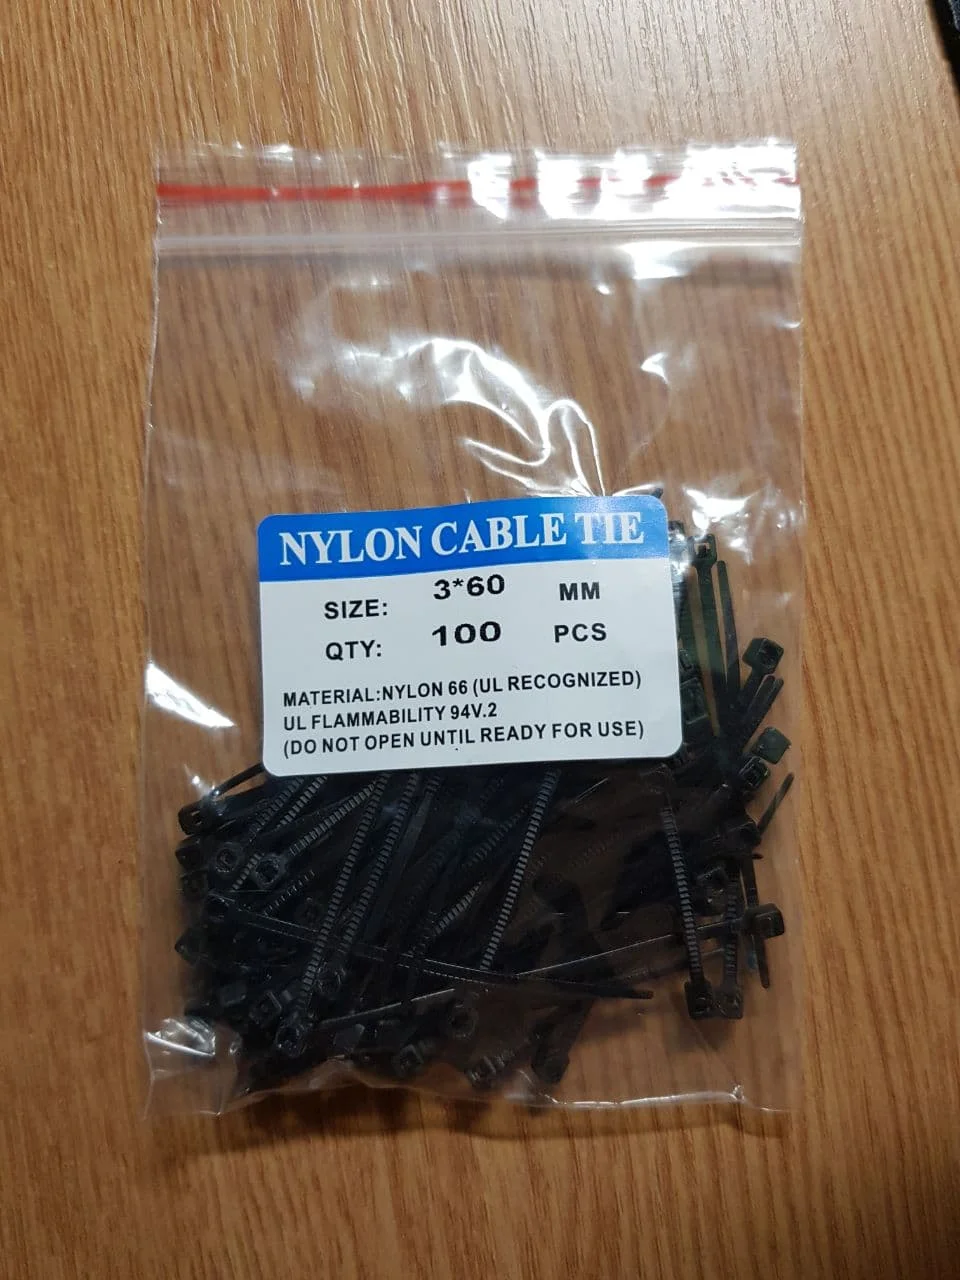 NYLON CABLE TIE
SIZE: 3*60 MM
QTY: 100 PCS
MATERIAL:NYLON 66 (UL RECOGNIZED)
UL FLAMMABILITY 94V.2
(DO NOT OPEN UNTIL READY FOR USE)